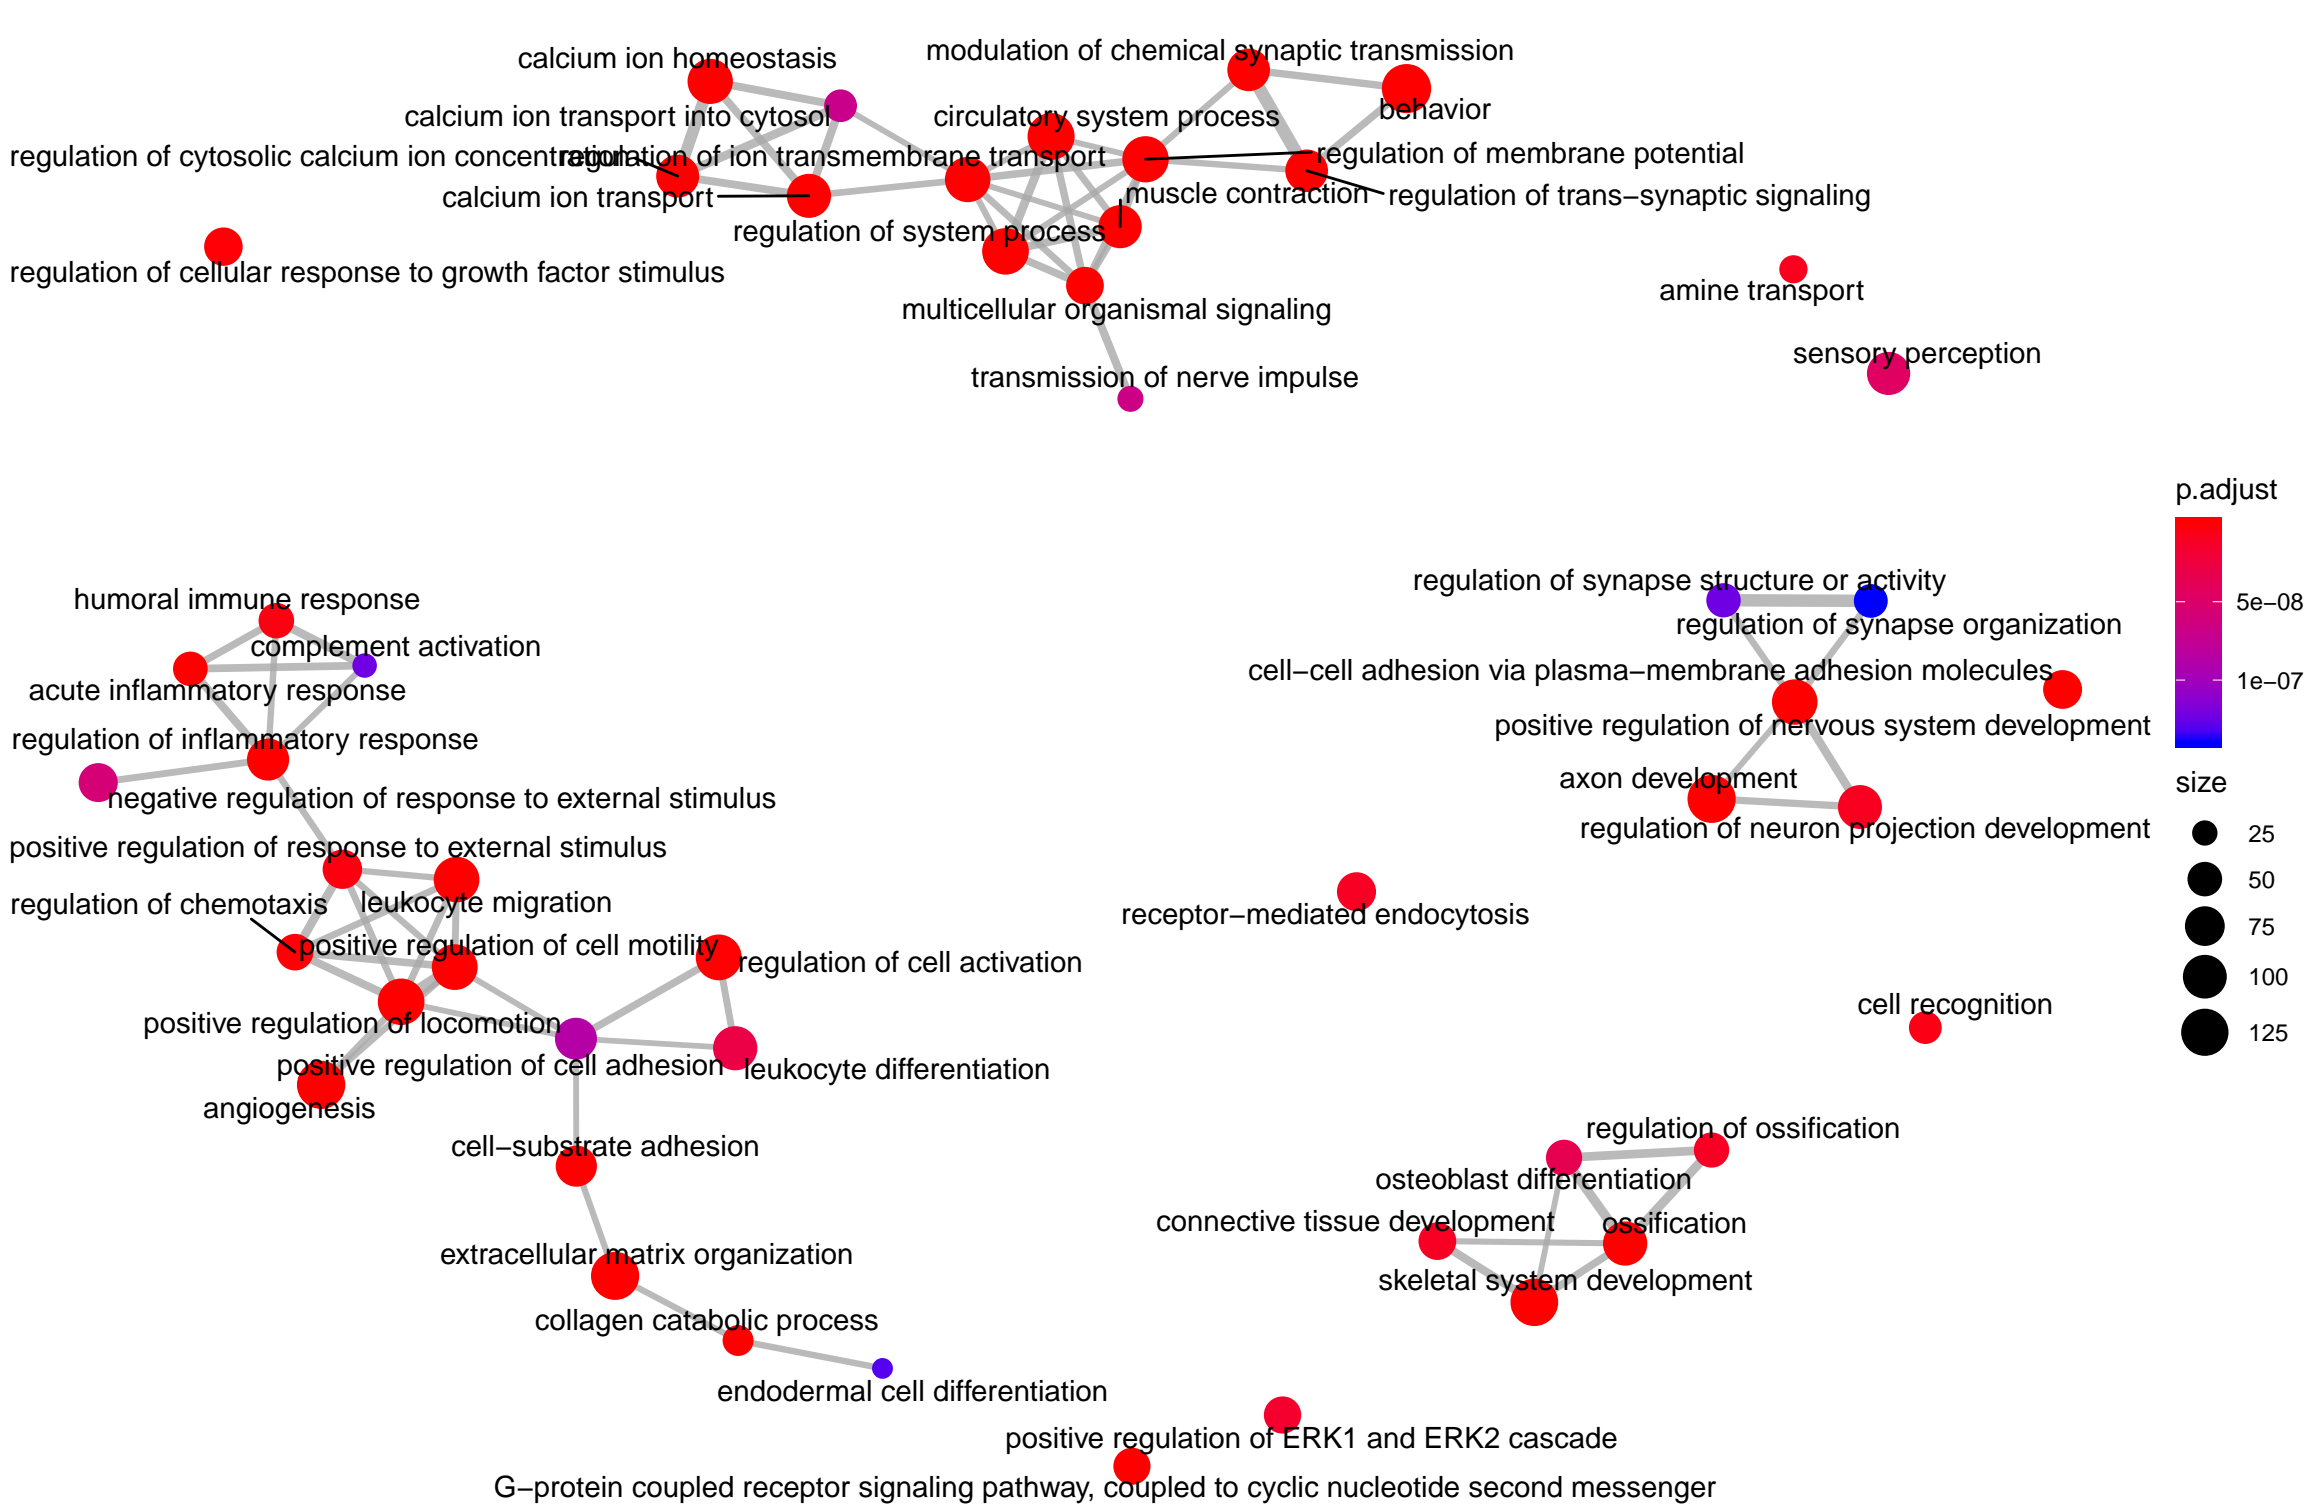 modulation of chemical synaptic transmission
calcium ion homeostasis
behavior
calcium ion transport into cytosol
circulatory system process
regulation of cytosolic calcium ion concentration
regulation of ion transmembrane transport
regulation of membrane potential
calcium ion transport
muscle contraction
regulation of trans−synaptic signaling
regulation of system process
regulation of cellular response to growth factor stimulus
amine transport
multicellular organismal signaling
sensory perception
transmission of nerve impulse
p.adjust
5e−08
1e−07
size
25
50
75
100
125
humoral immune response
complement activation
acute inflammatory response
regulation of inflammatory response
negative regulation of response to external stimulus
positive regulation of response to external stimulus
regulation of chemotaxis
leukocyte migration
positive regulation of cell motility
regulation of cell activation
positive regulation of locomotion
positive regulation of cell adhesion
leukocyte differentiation
angiogenesis
cell−substrate adhesion
extracellular matrix organization
collagen catabolic process
endodermal cell differentiation
regulation of synapse structure or activity
regulation of synapse organization
cell−cell adhesion via plasma−membrane adhesion molecules
positive regulation of nervous system development
axon development
regulation of neuron projection development
receptor−mediated endocytosis
cell recognition
regulation of ossification
osteoblast differentiation
connective tissue development
ossification
skeletal system development
positive regulation of ERK1 and ERK2 cascade
G−protein coupled receptor signaling pathway, coupled to cyclic nucleotide second messenger